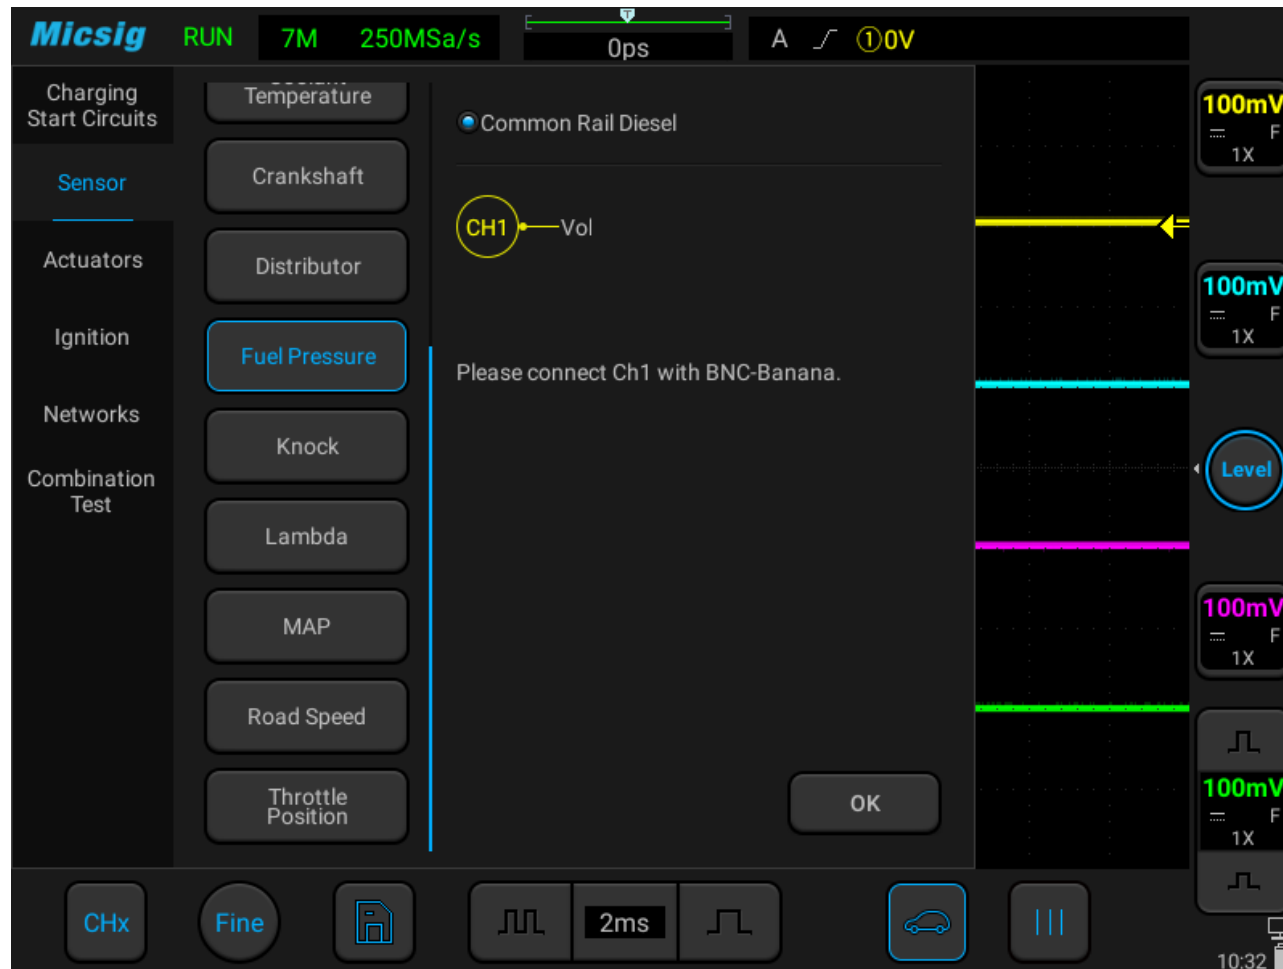 Micsig
RUN
7M 250MSa/s
T
0ps
A ①0V
Charging
Start Circuits
Sensor
Actuators
Ignition
Networks
Combination
Test
Temperature
Crankshaft
Distributor
Fuel Pressure
Knock
Lambda
MAP
Road Speed
Throttle
Position
Common Rail Diesel
CH1 Vol
Please connect Ch1 with BNC-Banana.
OK
100mV
F
1X
100mV
F
1X
Level
100mV
F
1X
100mV
F
1X
CHx
Fine
2ms
10:32